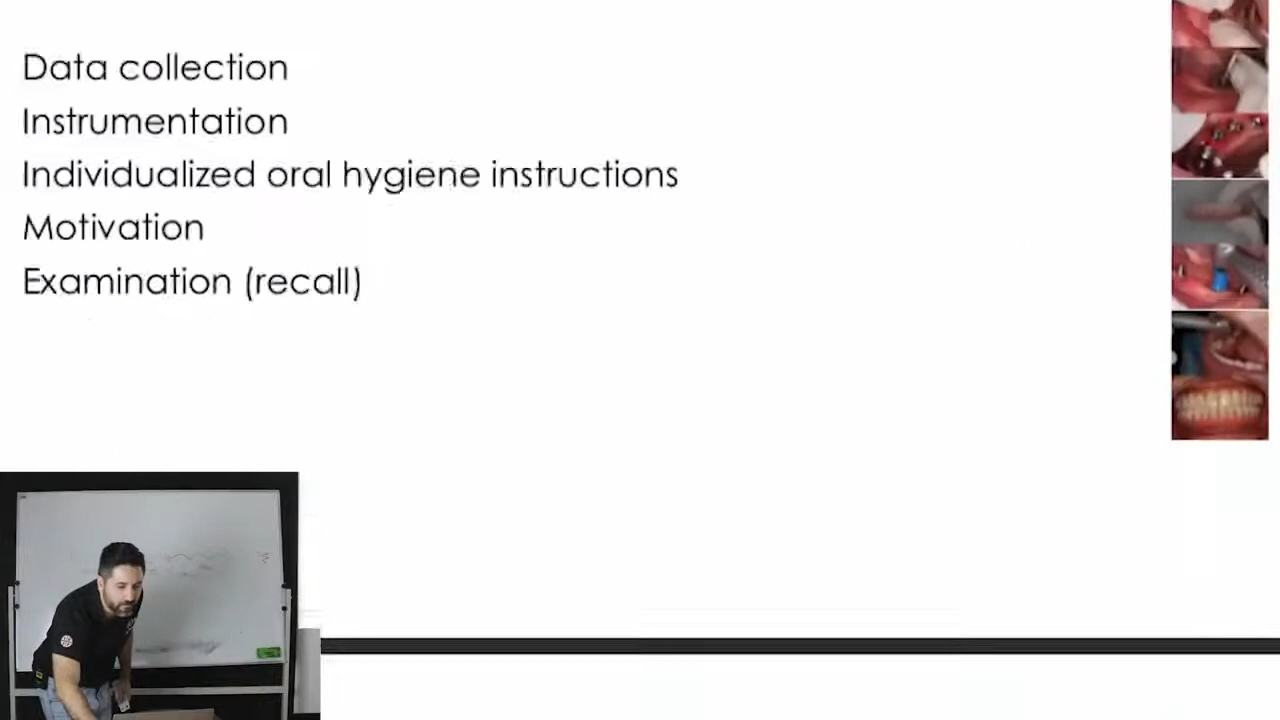 Data collection
Instrumentation
Individualized oral hygiene instructions
Motivation
Examination (recall)